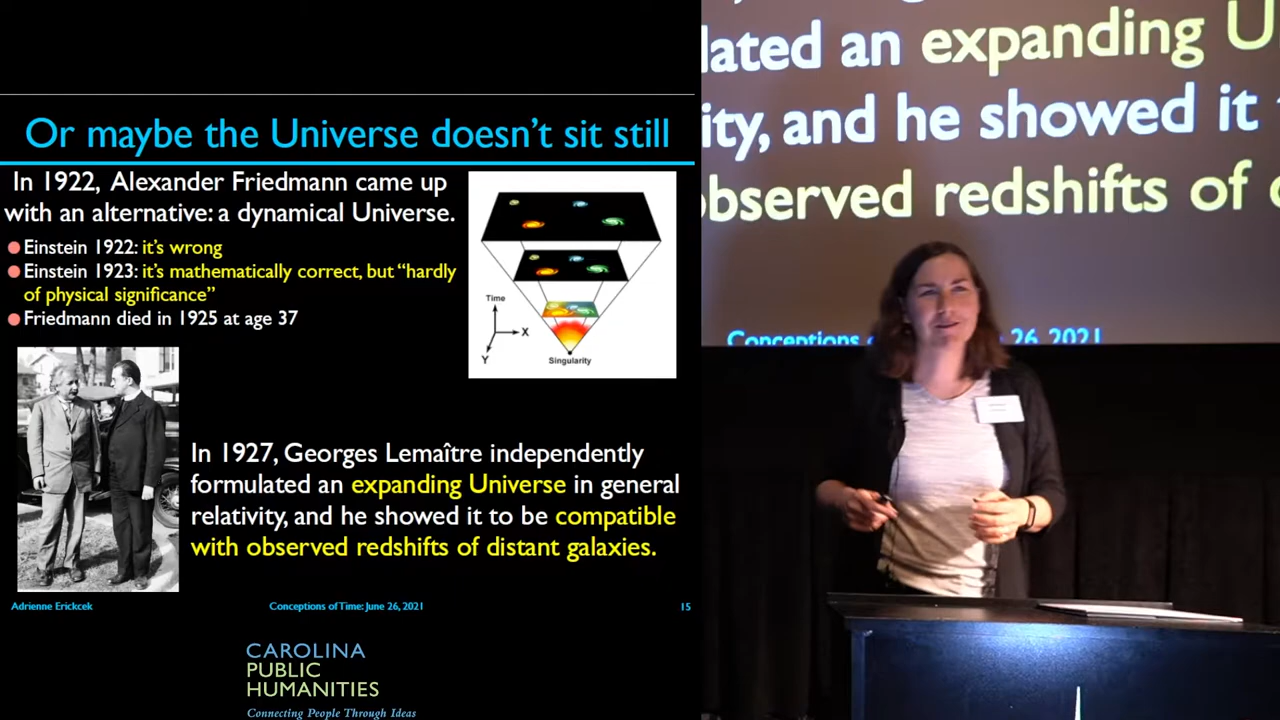 Or maybe the Universe doesn't sit still
In 1922, Alexander Friedmann came up
with an alternative: a dynamical Universe.
Einstein 1922: it's wrong
Einstein 1923: it's mathematically correct, but “hardly
of physical significance”
Friedmann died in 1925 at age 37
Time
X
Y
Singularity
In 1927, Georges Lemaître independently
formulated an expanding Universe in general
relativity, and he showed it to be compatible
with observed redshifts of distant galaxies.
Adrienne Erickcek
Conceptions of Time: June 26, 2021
15
CAROLINA
PUBLIC
HUMANITIES
Connecting People Through Ideas
lated an expanding U
ity, and he showed it
observed redshifts of
Conceptions
26, 2021